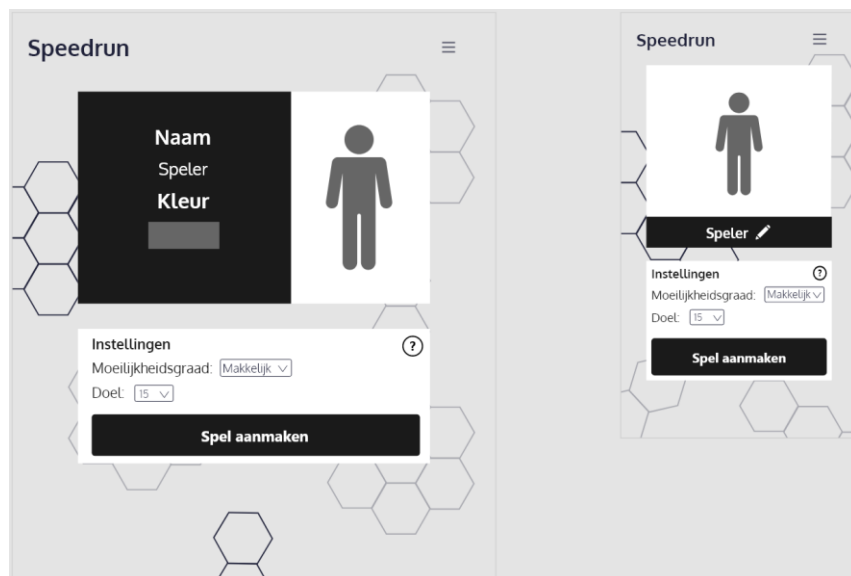 Speedrun
Naam
Speler
Kleur
Instellingen
?
Moeilijkheidsgraad: Makkelijk
Doel: 15
Spel aanmaken
Speedrun
Speler
Instellingen
?
Moeilijkheidsgraad: Makkelijk
Doel: 15
Spel aanmaken